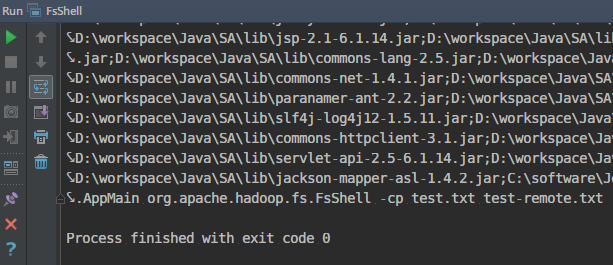 Run FsShell
D:\workspace\Java\SA\lib\jsp-2.1-6.1.14.jar;D:\workspace\Java\SA\lib
.jar;D:\workspace\Java\SA\lib\commons-lang-2.5.jar;D:\workspace\Java
D:\workspace\Java\SA\lib\commons-net-1.4.1.jar;D:\workspace\Java\SA
D:\workspace\Java\SA\lib\paranamer-ant-2.2.jar;D:\workspace\Java\SA
D:\workspace\Java\SA\lib\slf4j-log4j12-1.5.11.jar;D:\workspace\Java
D:\workspace\Java\SA\lib\commons-httpclient-3.1.jar;D:\workspace\Ja
D:\workspace\Java\SA\lib\servlet-api-2.5-6.1.14.jar;D:\workspace\Ja
D:\workspace\Java\SA\lib\jackson-mapper-asl-1.4.2.jar;C:\software\Je
.AppMain org.apache.hadoop.fs.FsShell -cp test.txt test-remote.txt
Process finished with exit code 0